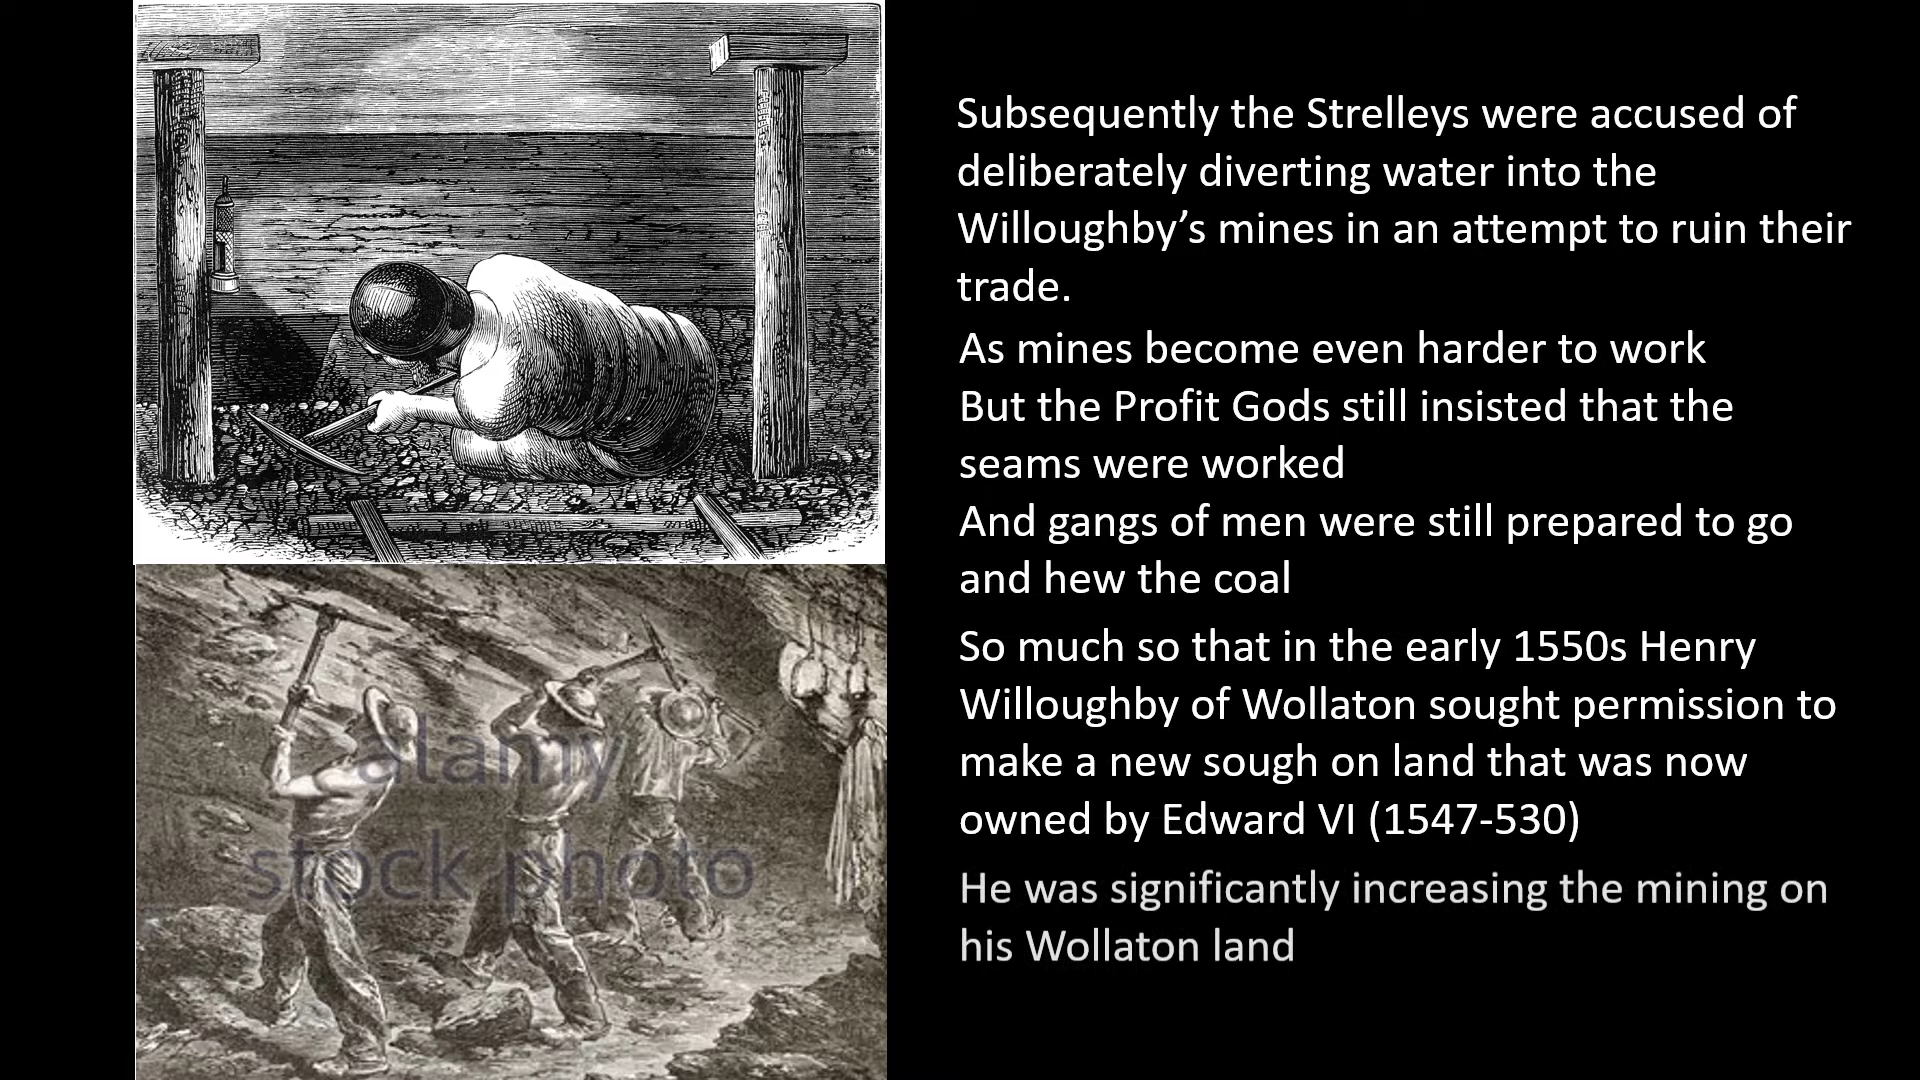 Subsequently the Strelleys were accused of
deliberately diverting water into the
Willoughby’s mines in an attempt to ruin their
trade.
As mines become even harder to work
But the Profit Gods still insisted that the
seams were worked
And gangs of men were still prepared to go
and hew the coal
So much so that in the early 1550s Henry
Willoughby of Wollaton sought permission to
make a new sough on land that was now
owned by Edward VI (1547-530)
He was significantly increasing the mining on
his Wollaton land
alamy
stock photo